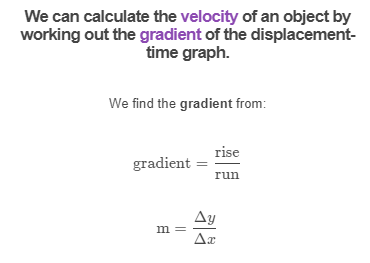 We can calculate the velocity of an object by
working out the gradient of the displacement-
time graph.
We find the gradient from:
gradient = rise/run
m = Δy/Δx